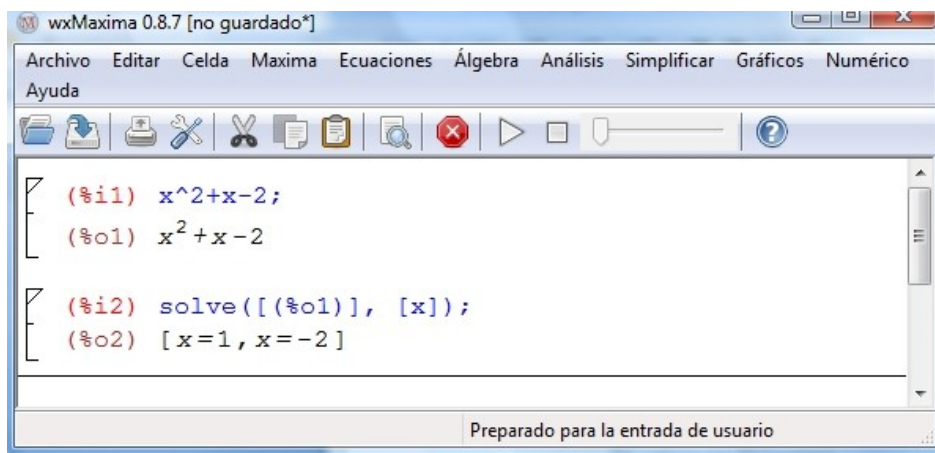 wxMaxima 0.8.7 [no guardado*]
Archivo Editar Celda Maxima Ecuaciones Álgebra Análisis Simplificar Gráficos Numérico
Ayuda
(%i1) x^2+x-2;
(%o1) x²+x-2
(%i2) solve([(%o1)], [x]);
(%o2) [x=1,x=-2]
Preparado para la entrada de usuario